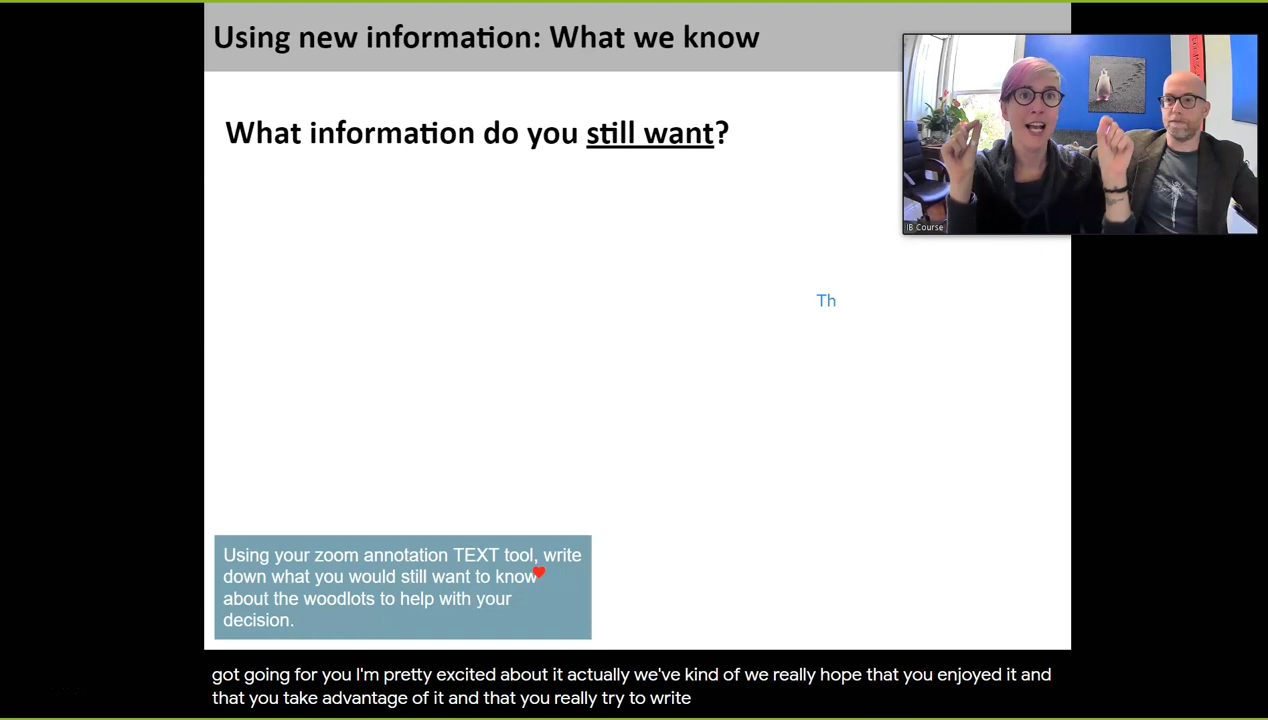 Using new information: What we know
What information do you still want?
IB Course
Th
Using your zoom annotation TEXT tool, write
down what you would still want to know
about the woodlots to help with your
decision.
got going for you I'm pretty excited about it actually we've kind of we really hope that you enjoyed it and
that you take advantage of it and that you really try to write